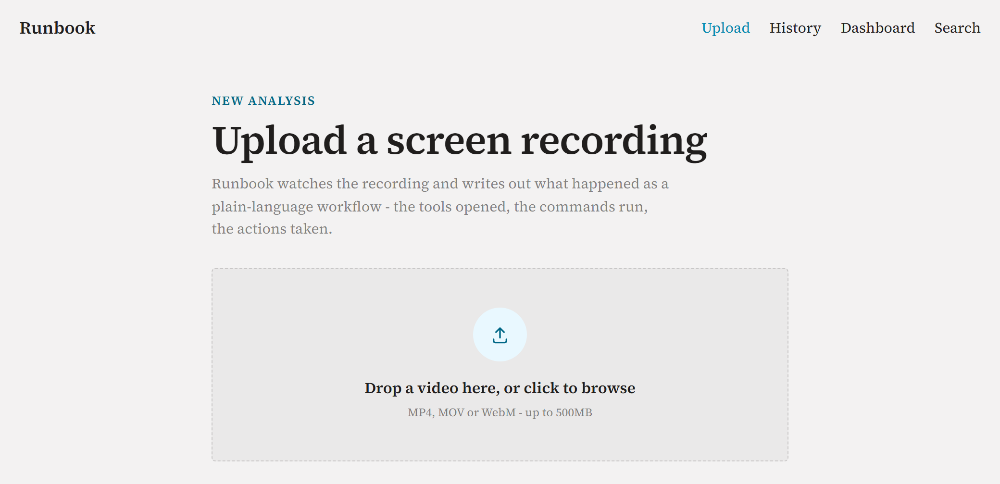 Runbook
Upload History Dashboard Search
NEW ANALYSIS
Upload a screen recording
Runbook watches the recording and writes out what happened as a
plain-language workflow - the tools opened, the commands run,
the actions taken.
Drop a video here, or click to browse
MP4, MOV or WebM - up to 500MB